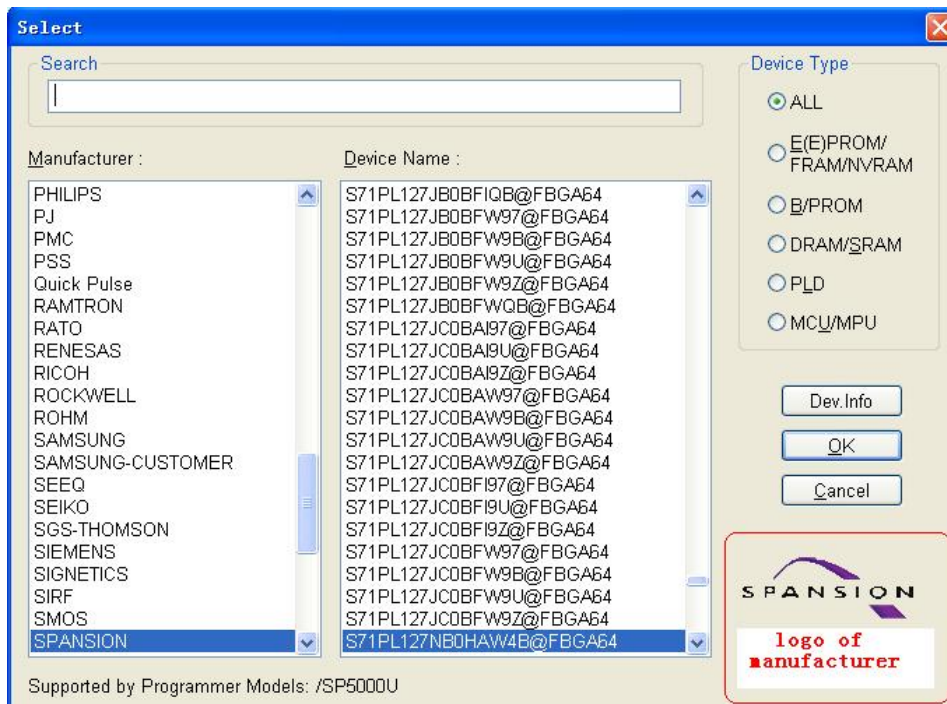 Select
Search
Device Type
ALL
E(E)PROM/
FRAM/NVRAM
B/PROM
DRAM/SRAM
PLD
MCU/MPU
Manufacturer :
PHILIPS
PJ
PMC
PSS
Quick Pulse
RAMTRON
RATO
RENESAS
RICOH
ROCKWELL
ROHM
SAMSUNG
SAMSUNG-CUSTOMER
SEEQ
SEIKO
SGS-THOMSON
SIEMENS
SIGNETICS
SIRF
SMOS
SPANSION
Device Name :
S71PL127JB0BFIQB@FBGA64
S71PL127JB0BFW97@FBGA64
S71PL127JB0BFW9B@FBGA64
S71PL127JB0BFW9U@FBGA64
S71PL127JB0BFW9Z@FBGA64
S71PL127JB0BFWQB@FBGA64
S71PL127JC0BAI97@FBGA64
S71PL127JC0BAI9U@FBGA64
S71PL127JC0BAI9Z@FBGA64
S71PL127JC0BAW97@FBGA64
S71PL127JC0BAW9B@FBGA64
S71PL127JC0BAW9U@FBGA64
S71PL127JC0BAW9Z@FBGA64
S71PL127JC0BFI97@FBGA64
S71PL127JC0BFI9U@FBGA64
S71PL127JC0BFI9Z@FBGA64
S71PL127JC0BFW97@FBGA64
S71PL127JC0BFW9B@FBGA64
S71PL127JC0BFW9U@FBGA64
S71PL127JC0BFW9Z@FBGA64
S71PL127NB0HAW4B@FBGA64
Dev.Info
OK
Cancel
SPANSION
logo of
manufacturer
Supported by Programmer Models: /SP5000U